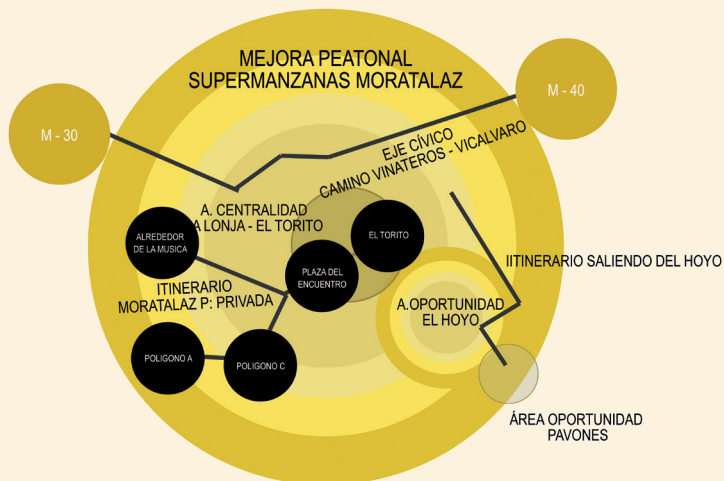 MEJORA PEATONAL
SUPERMANZANAS MORATALAZ
M - 30
M - 40
EJE CÍVICO
CAMINO VINATEROS - VICALVARO
A. CENTRALIDAD
A LONJA - EL TORITO
ALREDEDOR
DE LA MUSICA
EL TORITO
PLAZA DEL
ENCUENTRO
IITINERARIO SALIENDO DEL HOYO
ITINERARIO
MORATALAZ P: PRIVADA
A.OPORTUNIDAD
EL HOYO
POLIGONO A
POLIGONO C
ÁREA OPORTUNIDAD
PAVONES